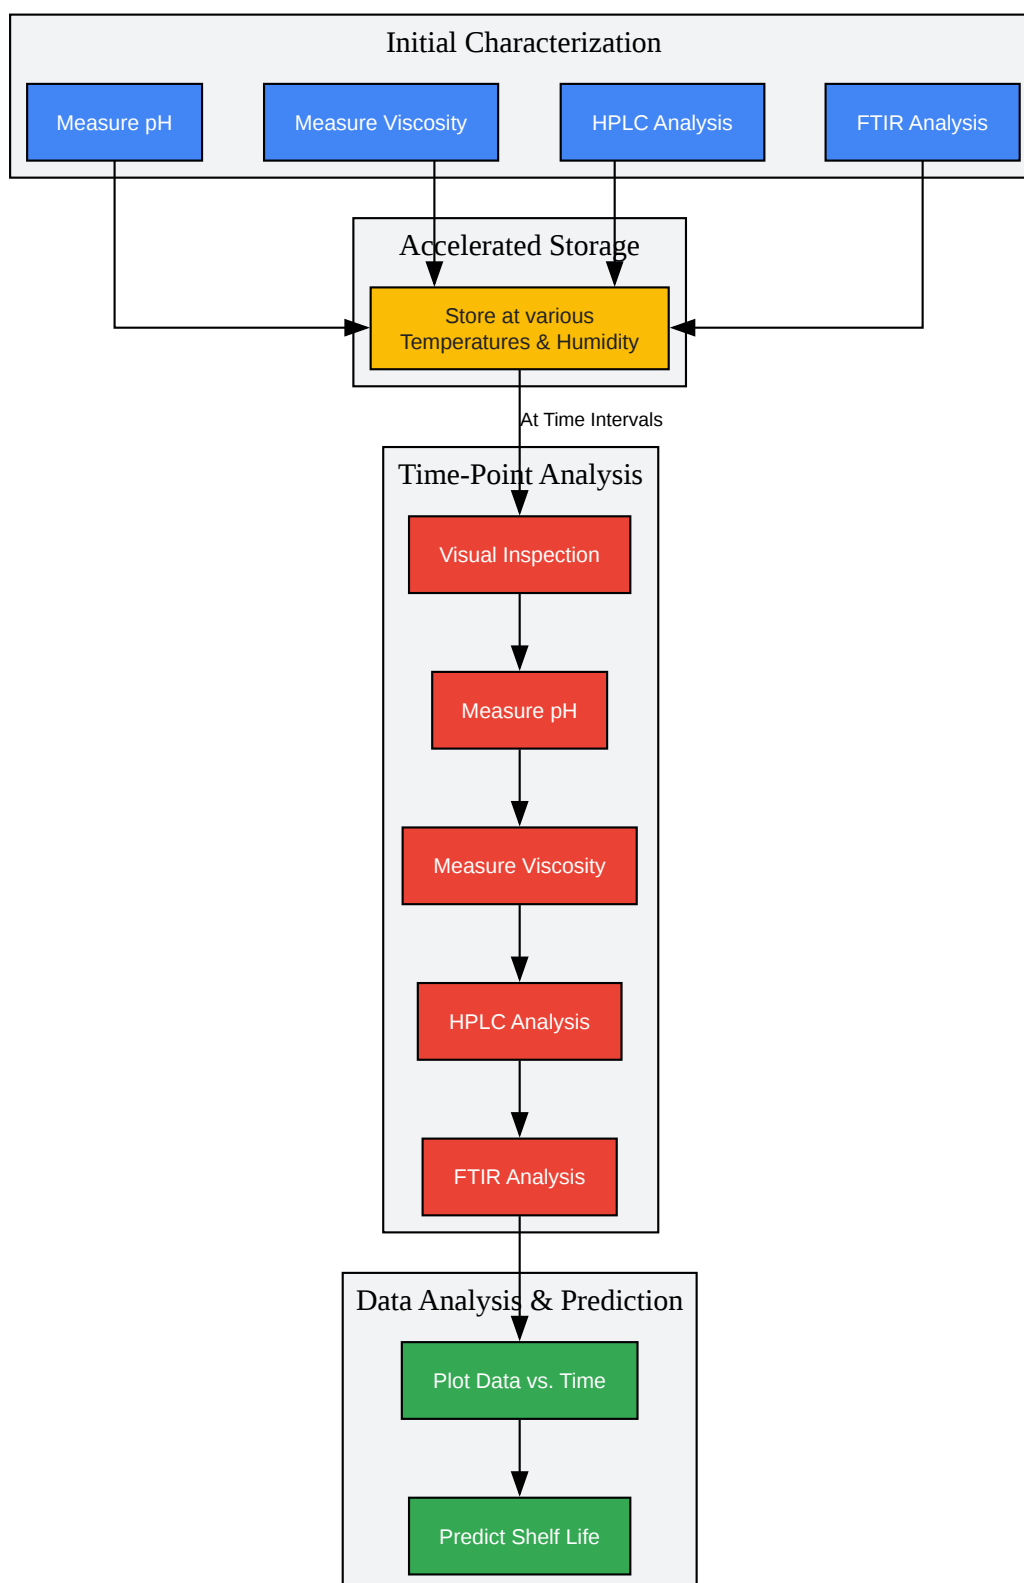 Initial Characterization
Measure pH
Measure Viscosity
HPLC Analysis
FTIR Analysis
Accelerated Storage
Store at various
Temperatures & Humidity
At Time Intervals
Time-Point Analysis
Visual Inspection
Measure pH
Measure Viscosity
HPLC Analysis
FTIR Analysis
Data Analysis & Prediction
Plot Data vs. Time
Predict Shelf Life